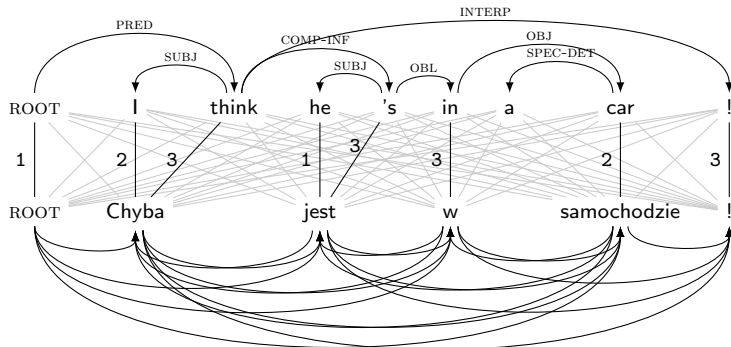 INTERP
PRED
OBJ
COMP-INF
SPEC-DET
SUBJ
SUBJ
OBL
ROOT I think he 's in a car !
1 2 3 1 3 3 2 3
ROOT Chyba jest w samochodzie !